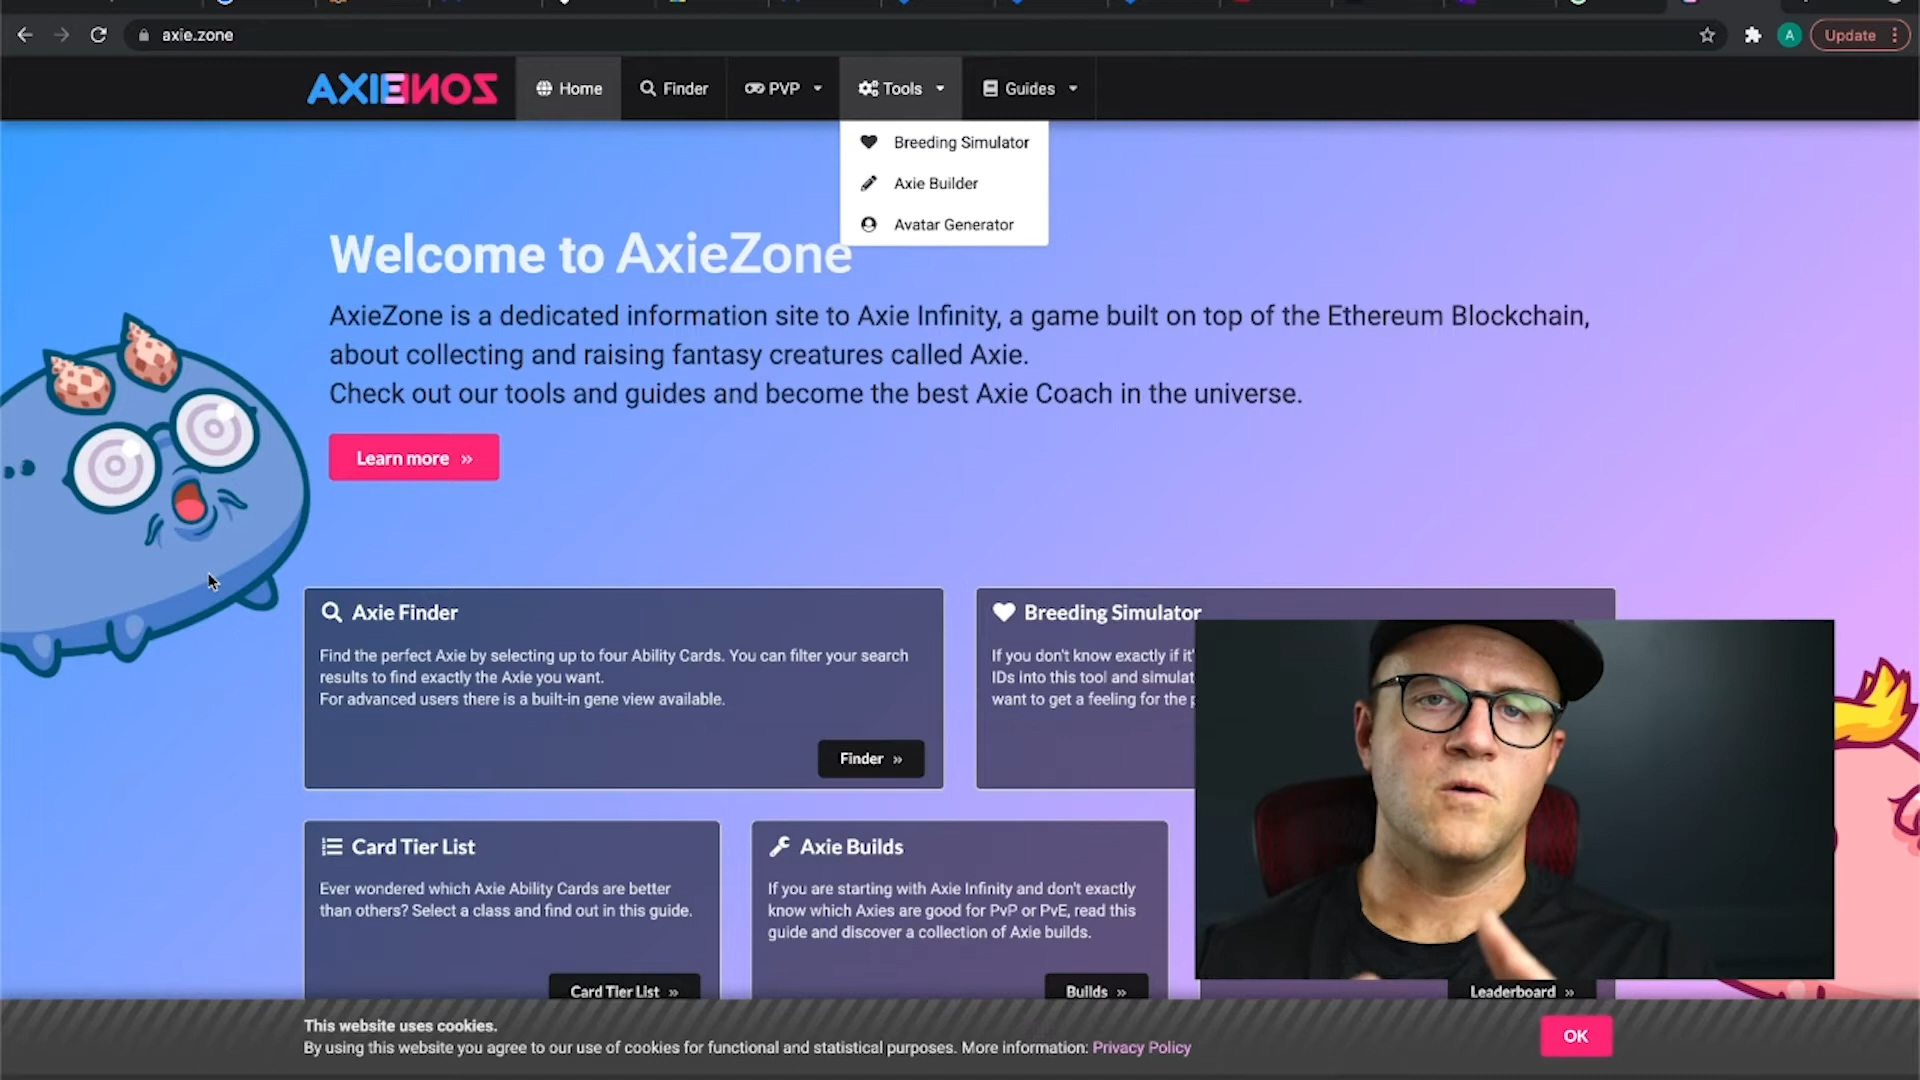 axie.zone
A
Update
AXIEZONE
Home
Finder
PVP
Tools
Guides
Breeding Simulator
Axie Builder
Avatar Generator
Welcome to AxieZone
AxieZone is a dedicated information site to Axie Infinity, a game built on top of the Ethereum Blockchain,
about collecting and raising fantasy creatures called Axie.
Check out our tools and guides and become the best Axie Coach in the universe.
Learn more »
Axie Finder
Find the perfect Axie by selecting up to four Ability Cards. You can filter your search
results to find exactly the Axie you want.
For advanced users there is a built-in gene view available.
Finder »
Breeding Simulator
If you don't know exactly if it'
IDs into this tool and simulat
want to get a feeling for the p
Card Tier List
Ever wondered which Axie Ability Cards are better
than others? Select a class and find out in this guide.
Card Tier List »
Axie Builds
If you are starting with Axie Infinity and don't exactly
know which Axies are good for PvP or PvE, read this
guide and discover a collection of Axie builds.
Builds »
Leaderboard »
This website uses cookies.
By using this website you agree to our use of cookies for functional and statistical purposes. More information: Privacy Policy
OK